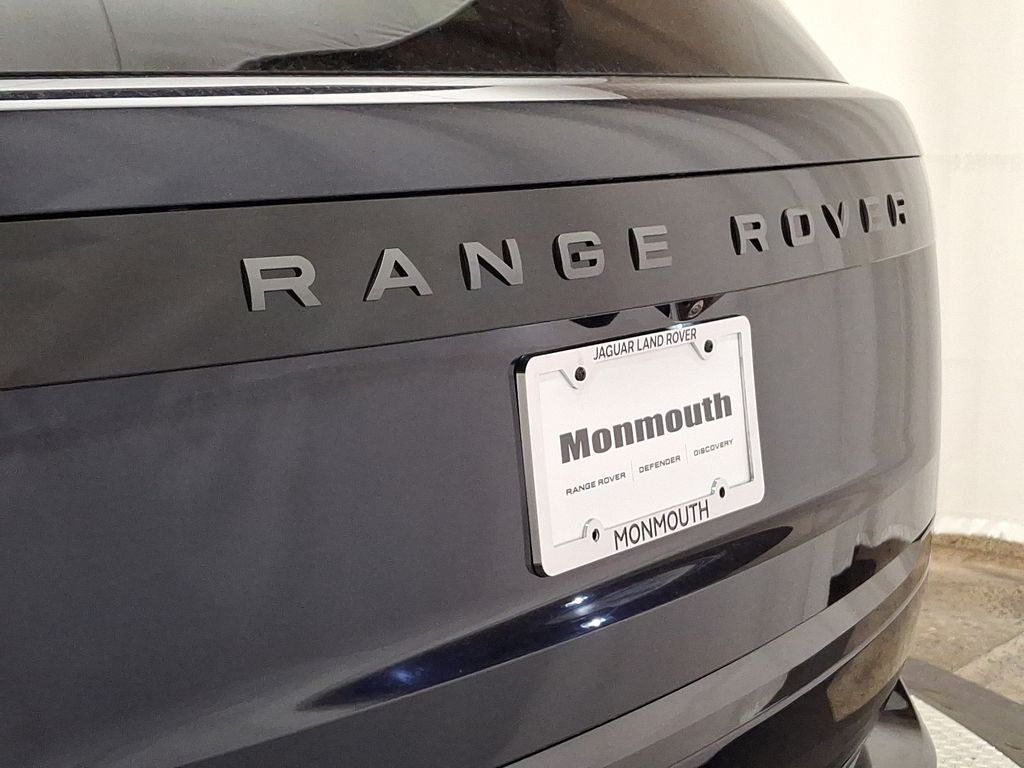 RANGE ROVER
JAGUAR LAND ROVER
Monmouth
RANGE ROVER | DEFENDER | DISCOVERY
MONMOUTH